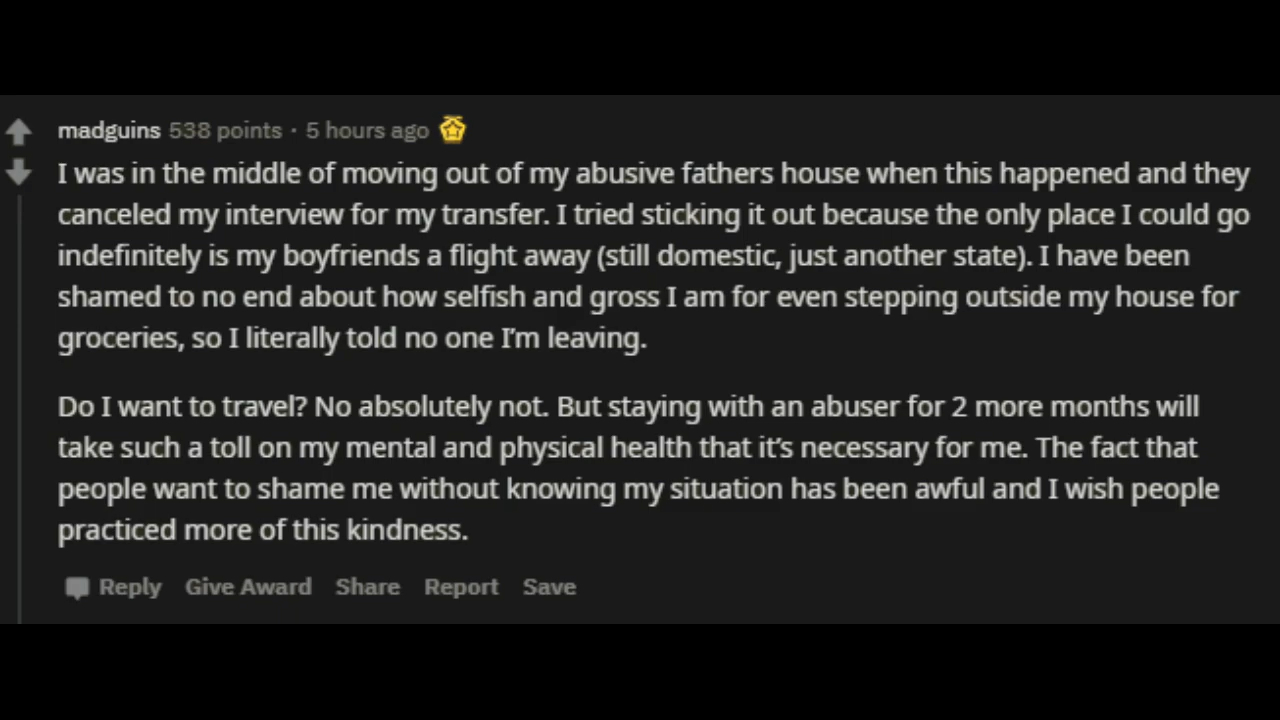 madguins 538 points · 5 hours ago
I was in the middle of moving out of my abusive fathers house when this happened and they
canceled my interview for my transfer. I tried sticking it out because the only place I could go
indefinitely is my boyfriends a flight away (still domestic, just another state). I have been
shamed to no end about how selfish and gross I am for even stepping outside my house for
groceries, so I literally told no one I’m leaving.
Do I want to travel? No absolutely not. But staying with an abuser for 2 more months will
take such a toll on my mental and physical health that it’s necessary for me. The fact that
people want to shame me without knowing my situation has been awful and I wish people
practiced more of this kindness.
Reply Give Award Share Report Save